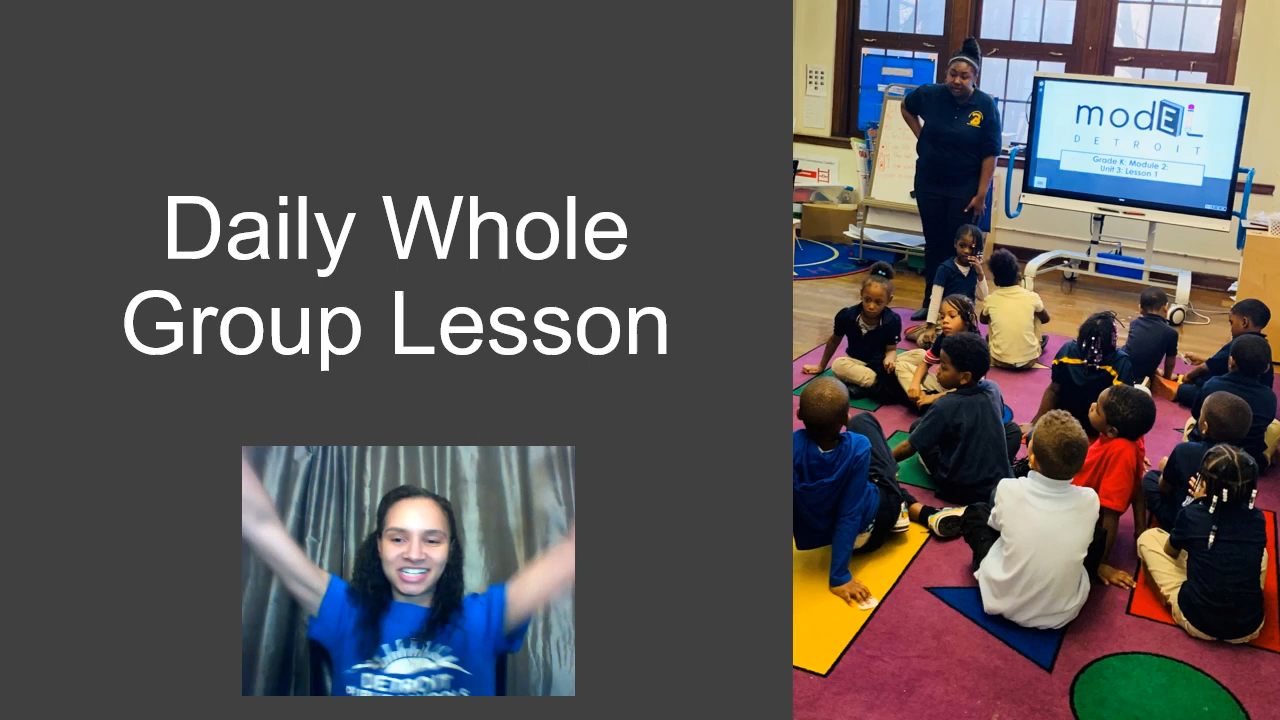 Daily Whole
Group Lesson
modEL
DETROIT
Grade K: Module 2:
Unit 3: Lesson 1
DETROIT